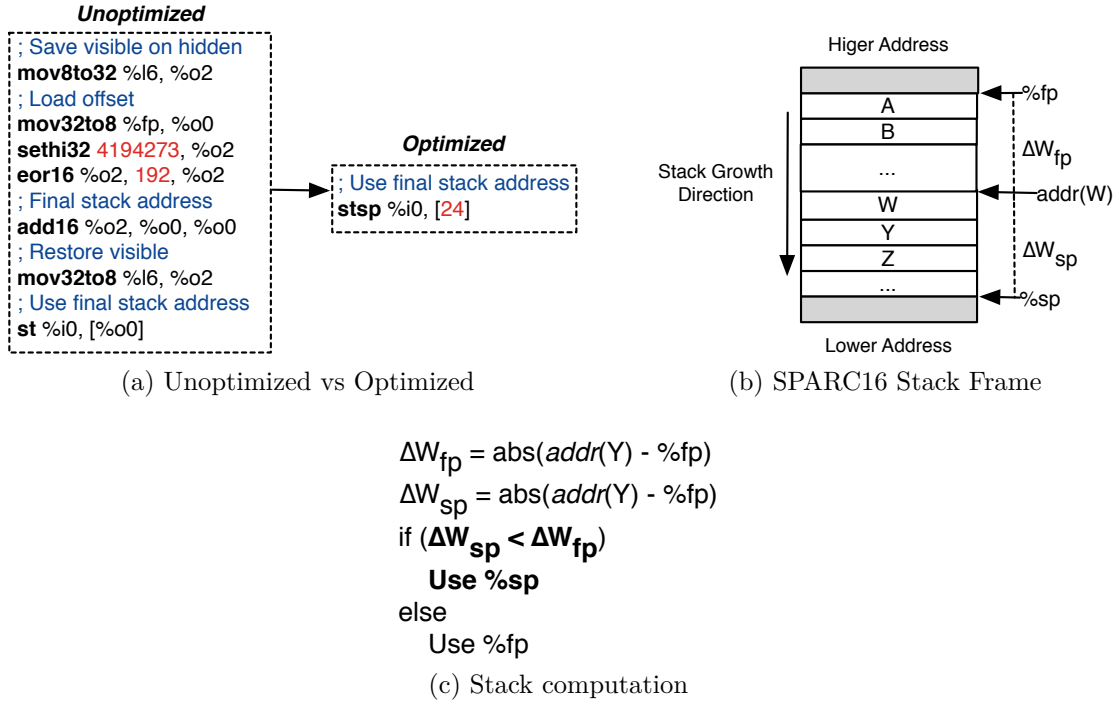 Unoptimized
; Save visible on hidden
mov8to32 %l6, %o2
; Load offset
mov32to8 %fp, %o0
sethi32 4194273, %o2
eor16 %o2, 192, %o2
; Final stack address
add16 %o2, %o0, %o0
; Restore visible
mov32to8 %l6, %o2
; Use final stack address
st %i0, [%o0]
Optimized
; Use final stack address
stsp %i0, [24]
(a) Unoptimized vs Optimized
Higer Address
A
B
...
W
Y
Z
...
Stack Growth
Direction
%fp
ΔWfp
addr(W)
ΔWsp
%sp
Lower Address
(b) SPARC16 Stack Frame
ΔWfp = abs(addr(Y) - %fp)
ΔWsp = abs(addr(Y) - %fp)
if (ΔWsp < ΔWfp)
Use %sp
else
Use %fp
(c) Stack computation